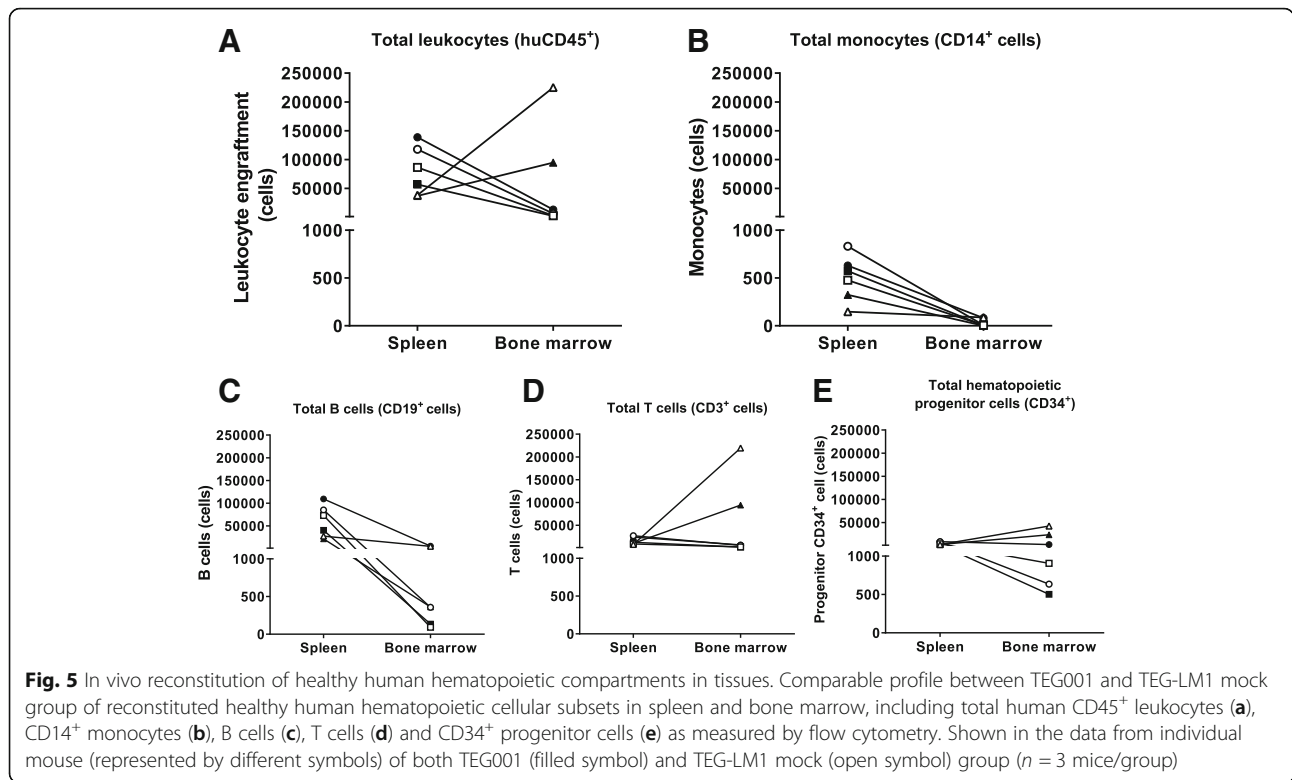 A
Total leukocytes (huCD45⁺)
Leukocyte engraftment
(cells)
250000
200000
150000
100000
50000
1000
500
0
Spleen
Bone marrow
B
Total monocytes (CD14⁺ cells)
Monocytes (cells)
250000
200000
150000
100000
50000
1000
500
0
Spleen
Bone marrow
C
Total B cells (CD19⁺ cells)
B cells (cells)
250000
200000
150000
100000
50000
1000
500
0
Spleen
Bone marrow
D
Total T cells (CD3⁺ cells)
T cells (cells)
250000
200000
150000
100000
50000
1000
500
0
Spleen
Bone marrow
E
Total hematopoietic
progenitor cells (CD34⁺)
Progenitor CD34⁺ cell (cells)
250000
200000
150000
100000
50000
1000
500
0
Spleen
Bone marrow
Fig. 5 In vivo reconstitution of healthy human hematopoietic compartments in tissues. Comparable profile between TEG001 and TEG-LM1 mock
group of reconstituted healthy human hematopoietic cellular subsets in spleen and bone marrow, including total human CD45⁺ leukocytes (a),
CD14⁺ monocytes (b), B cells (c), T cells (d) and CD34⁺ progenitor cells (e) as measured by flow cytometry. Shown in the data from individual
mouse (represented by different symbols) of both TEG001 (filled symbol) and TEG-LM1 mock (open symbol) group (n = 3 mice/group)